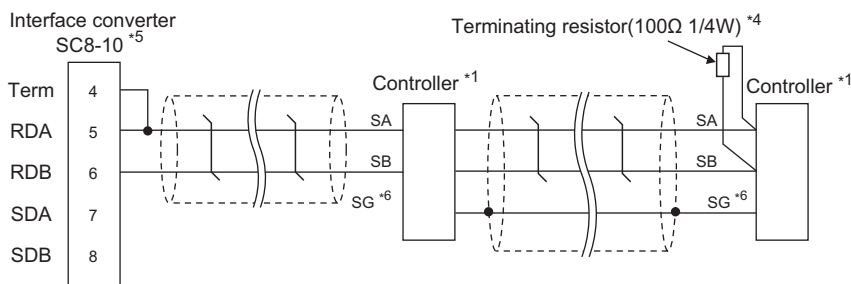 Interface converter
SC8-10 *5
Terminating resistor(100Ω 1/4W) *4
Controller *1
Controller *1
Term 4
RDA 5 SA SA
RDB 6 SB SB
SG *6 SG *6
SDA 7
SDB 8